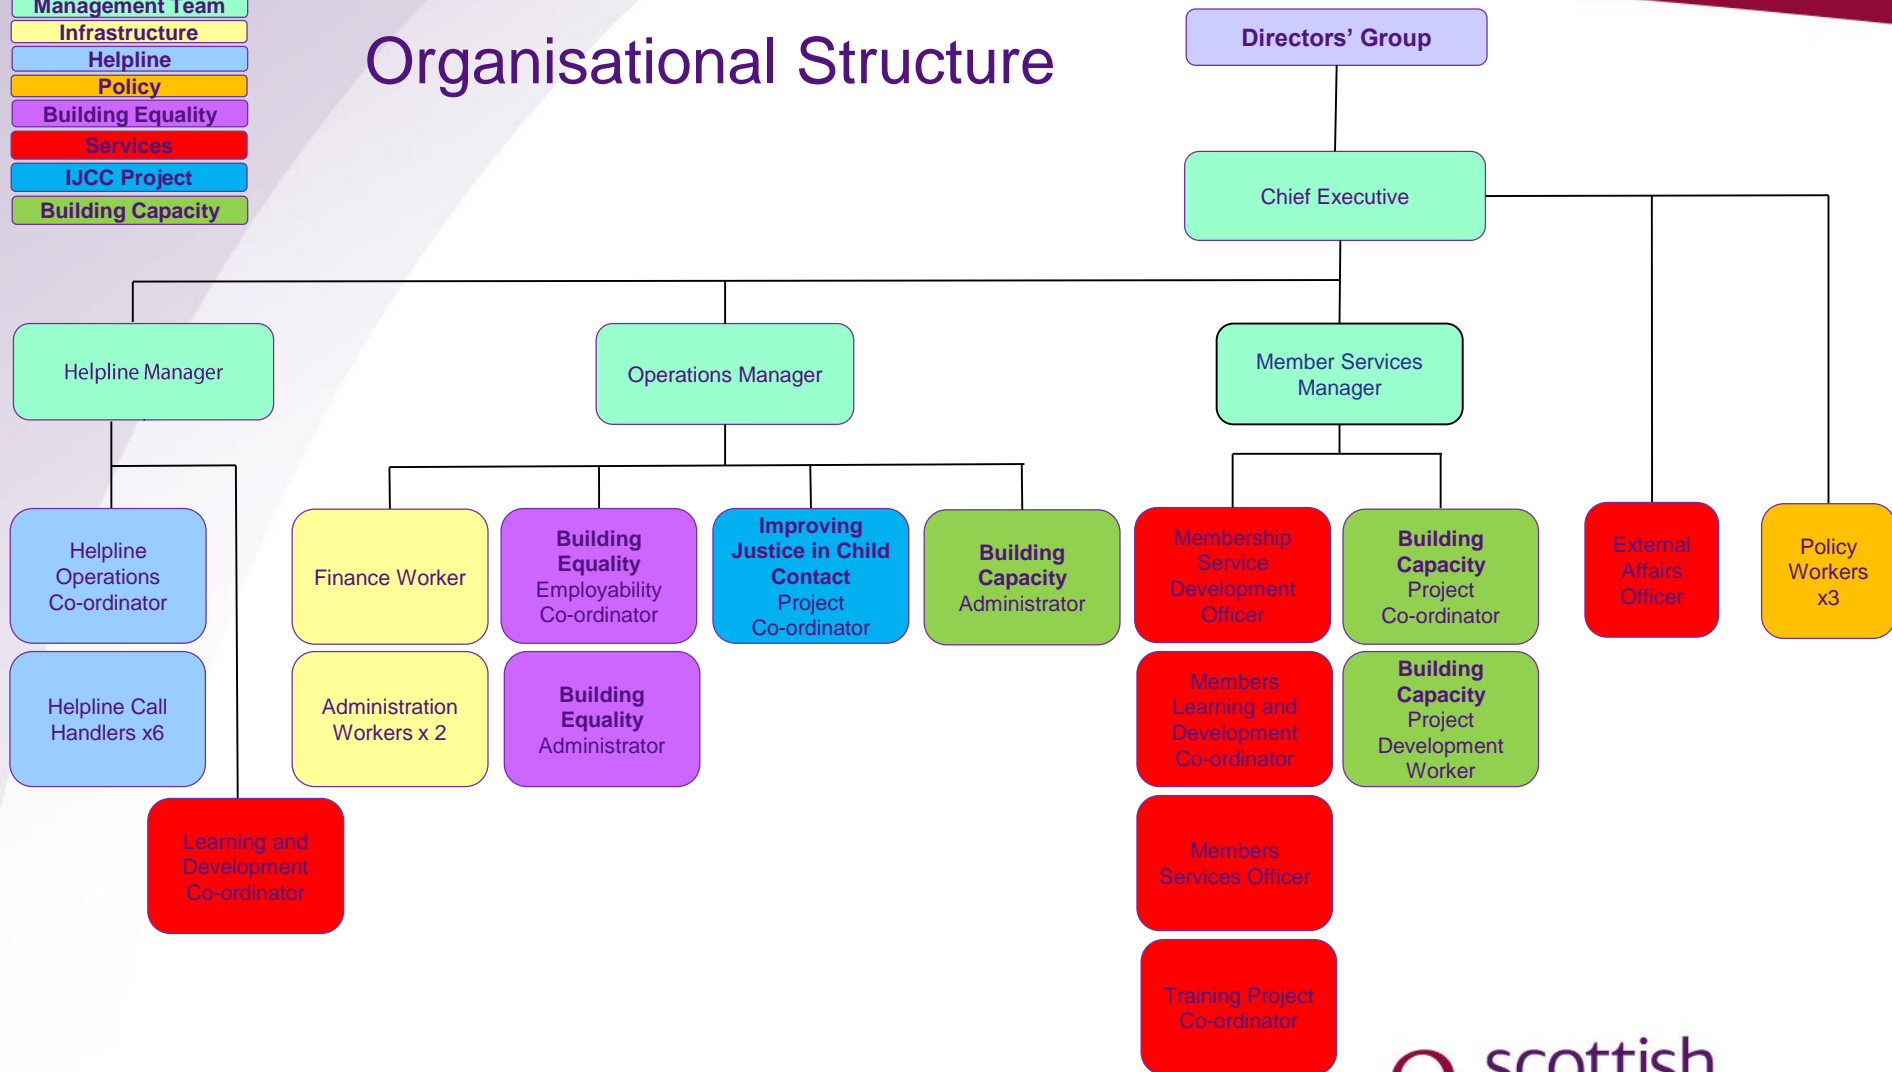 Management Team
Infrastructure
Helpline
Policy
Building Equality
Services
IJCC Project
Building Capacity
Organisational Structure
Directors’ Group
Chief Executive
Helpline Manager
Operations Manager
Member Services
Manager
Helpline
Operations
Co-ordinator
Finance Worker
Building
Equality
Employability
Co-ordinator
Improving
Justice in Child
Contact
Project
Co-ordinator
Building
Capacity
Administrator
Membership
Service
Development
Officer
Building
Capacity
Project
Co-ordinator
External
Affairs
Officer
Policy
Workers
x3
Helpline Call
Handlers x6
Administration
Workers x 2
Building
Equality
Administrator
Members
Learning and
Development
Co-ordinator
Building
Capacity
Project
Development
Worker
Learning and
Development
Co-ordinator
Members
Services Officer
Training Project
Co-ordinator
scottish